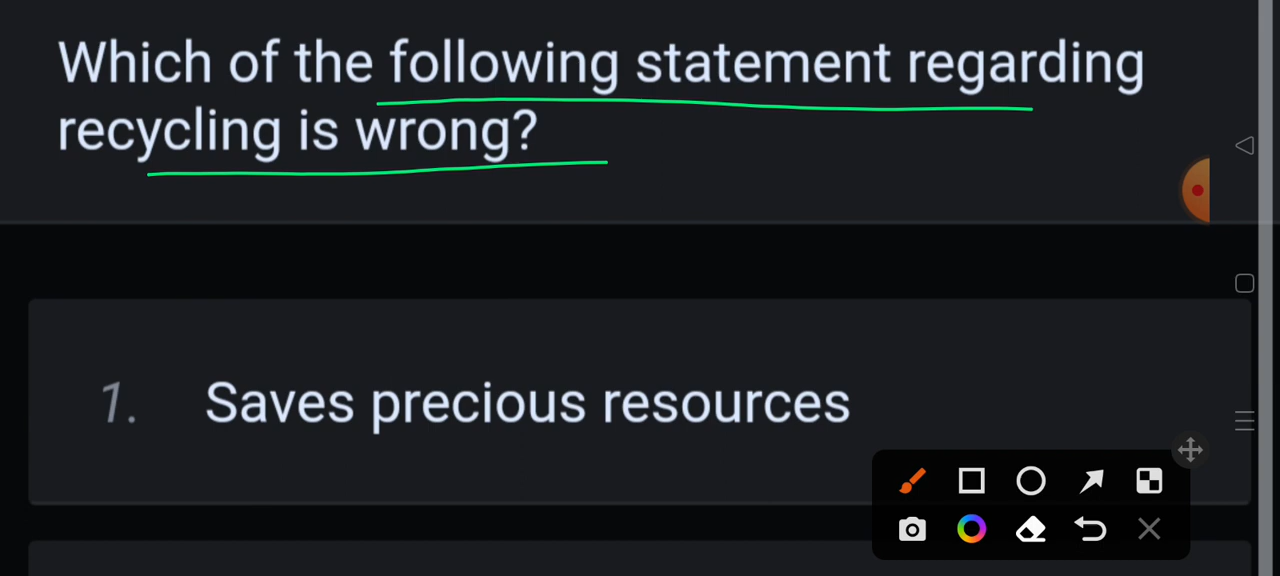 Which of the following statement regarding
recycling is wrong?
1. Saves precious resources